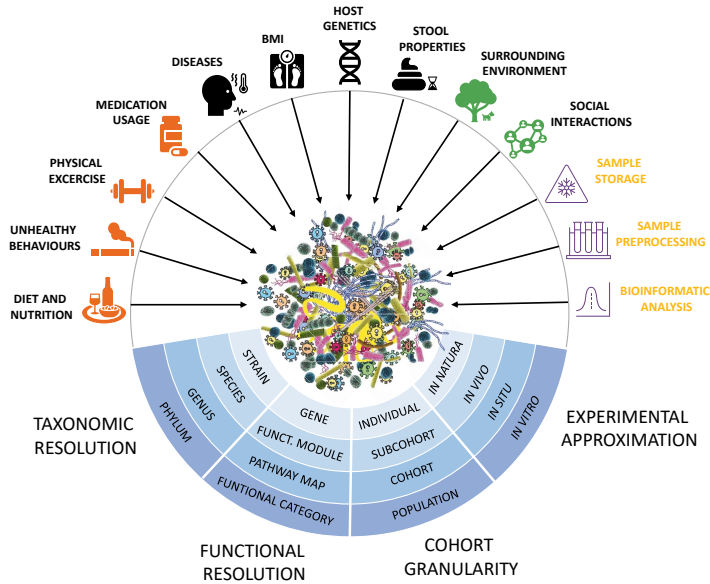 HOST
GENETICS
BMI
STOOL
PROPERTIES
DISEASES
SURROUNDING
ENVIRONMENT
MEDICATION
USAGE
SOCIAL
INTERACTIONS
PHYSICAL
EXCERCISE
SAMPLE
STORAGE
UNHEALTHY
BEHAVIOURS
SAMPLE
PREPROCESSING
DIET AND
NUTRITION
BIOINFORMATIC
ANALYSIS
TAXONOMIC
RESOLUTION
PHYLUM
GENUS
SPECIES
STRAIN
GENE
FUNCT. MODULE
PATHWAY MAP
FUNTIONAL CATEGORY
FUNCTIONAL
RESOLUTION
INDIVIDUAL
SUBCOHORT
COHORT
POPULATION
COHORT
GRANULARITY
IN NATURA
IN VIVO
IN SITU
IN VITRO
EXPERIMENTAL
APPROXIMATION